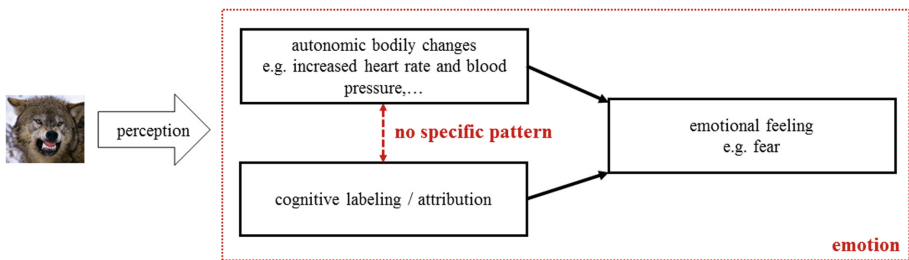 autonomic bodily changes
e.g. increased heart rate and blood
pressure,…
perception
no specific pattern
emotional feeling
e.g. fear
cognitive labeling / attribution
emotion